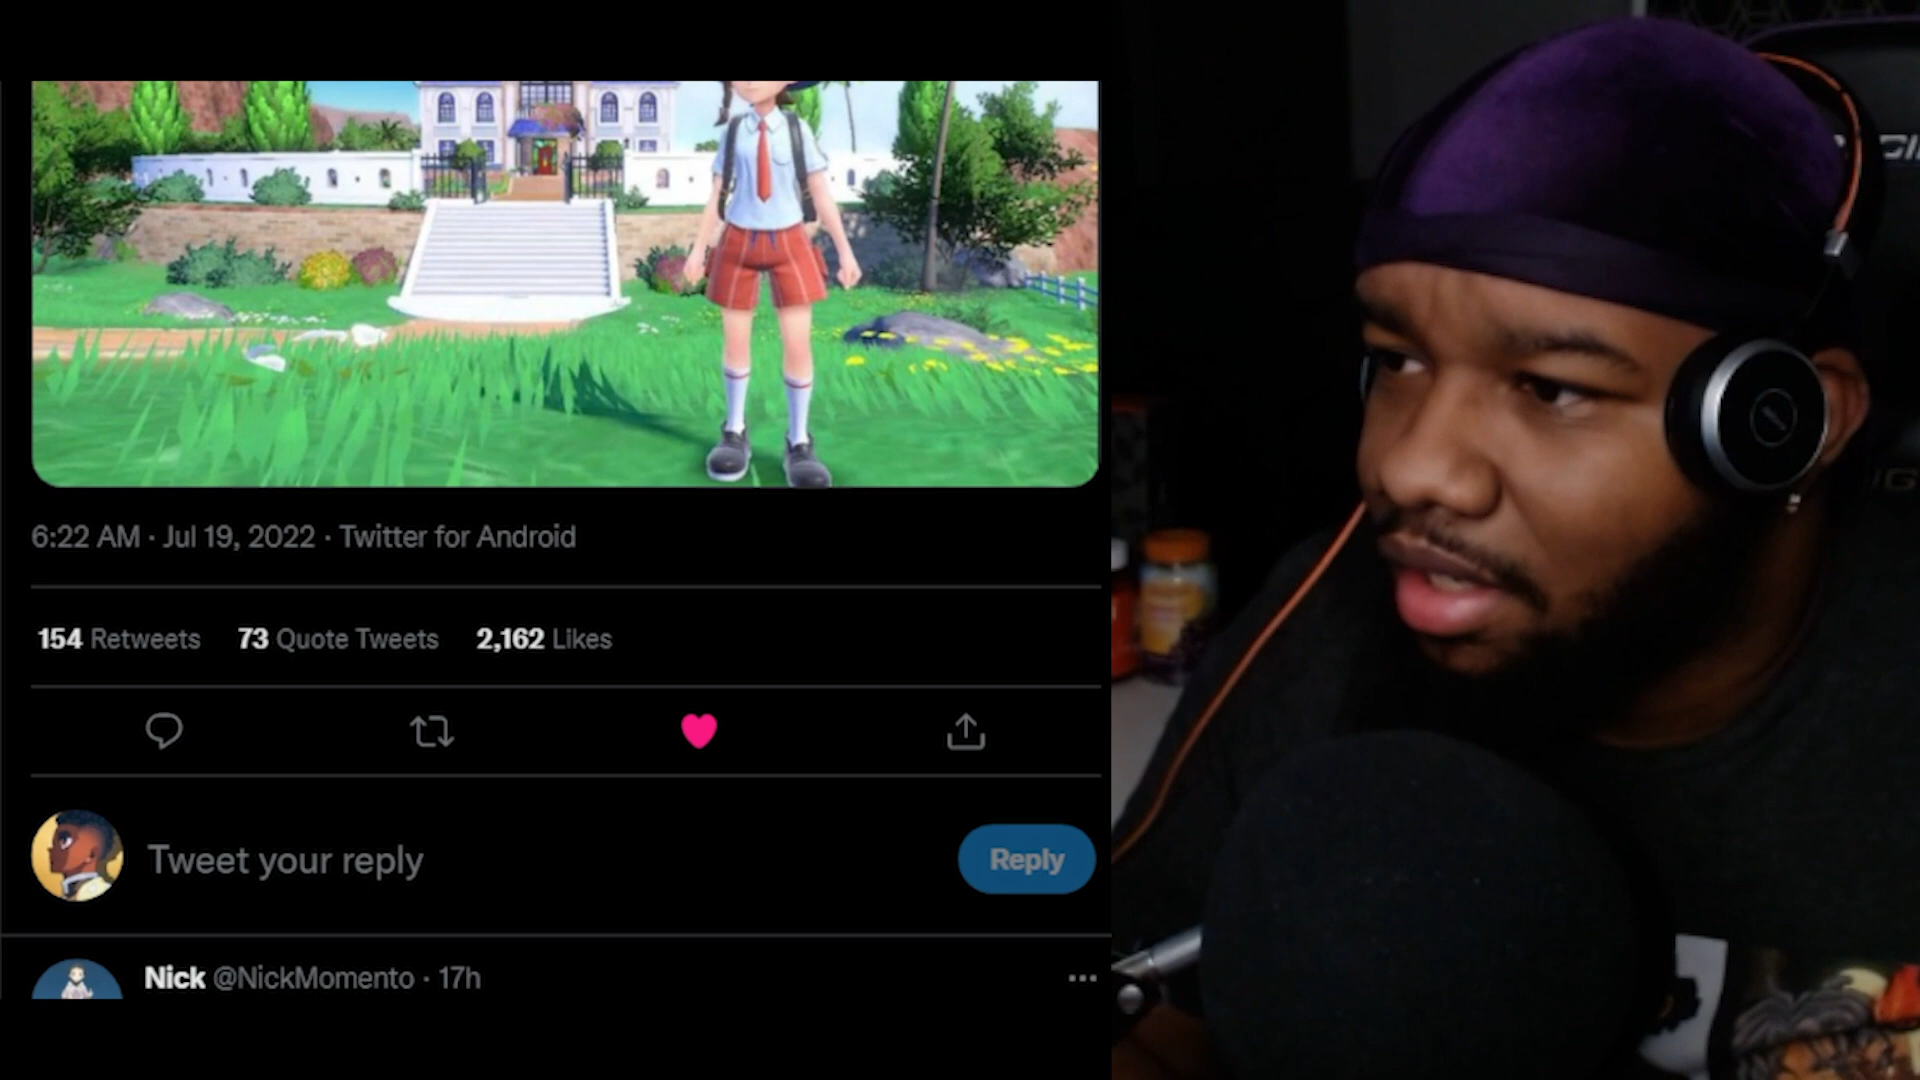 6:22 AM · Jul 19, 2022 · Twitter for Android
154 Retweets 73 Quote Tweets 2,162 Likes
Tweet your reply
Reply
Nick @NickMomento · 17h